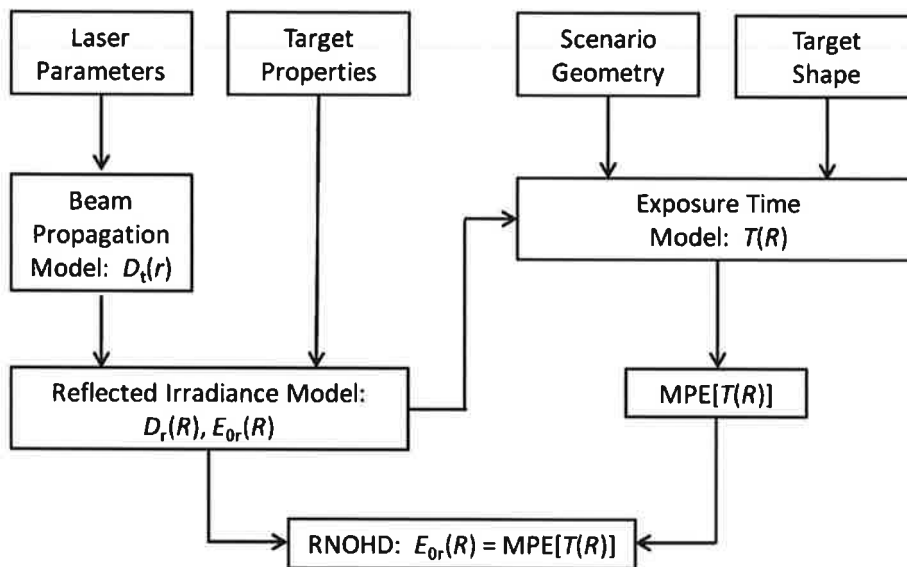 Laser
Parameters
Target
Properties
Scenario
Geometry
Target
Shape
Beam
Propagation
Model: Dt(r)
Exposure Time
Model: T(R)
Reflected Irradiance Model:
Dr(R), E0r(R)
MPE[T(R)]
RNOHD: E0r(R) = MPE[T(R)]